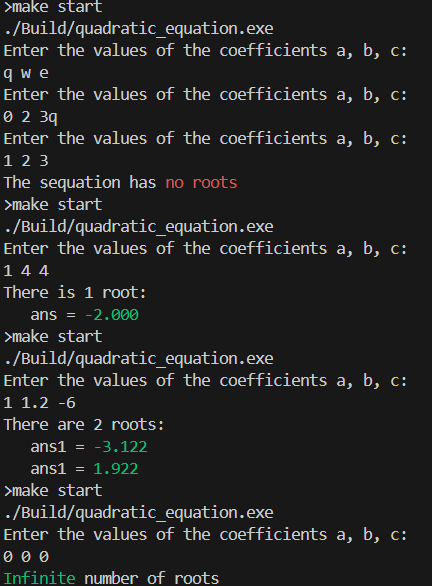 >make start
./Build/quadratic_equation.exe
Enter the values of the coefficients a, b, c:
q w e
Enter the values of the coefficients a, b, c:
0 2 3q
Enter the values of the coefficients a, b, c:
1 2 3
The sequation has no roots
>make start
./Build/quadratic_equation.exe
Enter the values of the coefficients a, b, c:
1 4 4
There is 1 root:
   ans = -2.000
>make start
./Build/quadratic_equation.exe
Enter the values of the coefficients a, b, c:
1 1.2 -6
There are 2 roots:
   ans1 = -3.122
   ans1 = 1.922
>make start
./Build/quadratic_equation.exe
Enter the values of the coefficients a, b, c:
0 0 0
Infinite number of roots